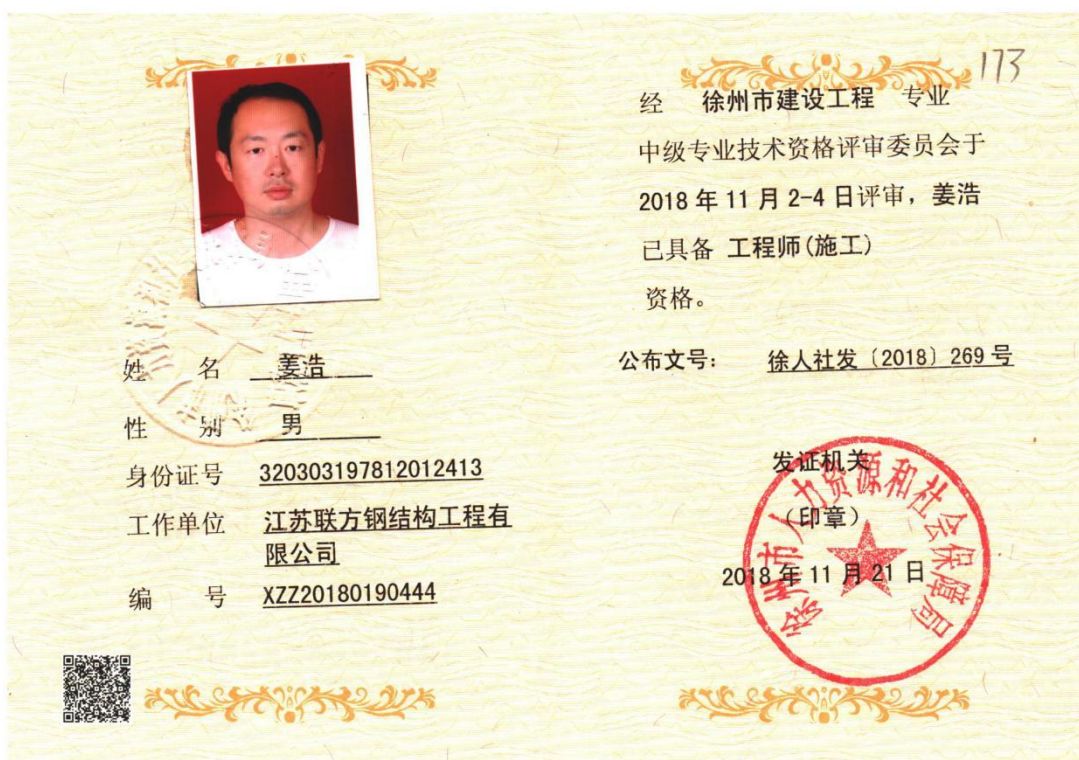 姓 名 姜浩
性 别 男
身份证号 320303197812012413
工作单位 江苏联方钢结构工程有
限公司
编 号 XZZ20180190444
173
经 徐州市建设工程 专业
中级专业技术资格评审委员会于
2018年11月2-4日评审，姜浩
已具备 工程师(施工)
资格。
公布文号： 徐人社发〔2018〕269号
发证机关
（印章）
2018年11月21日
徐州市人力资源和社会保障局